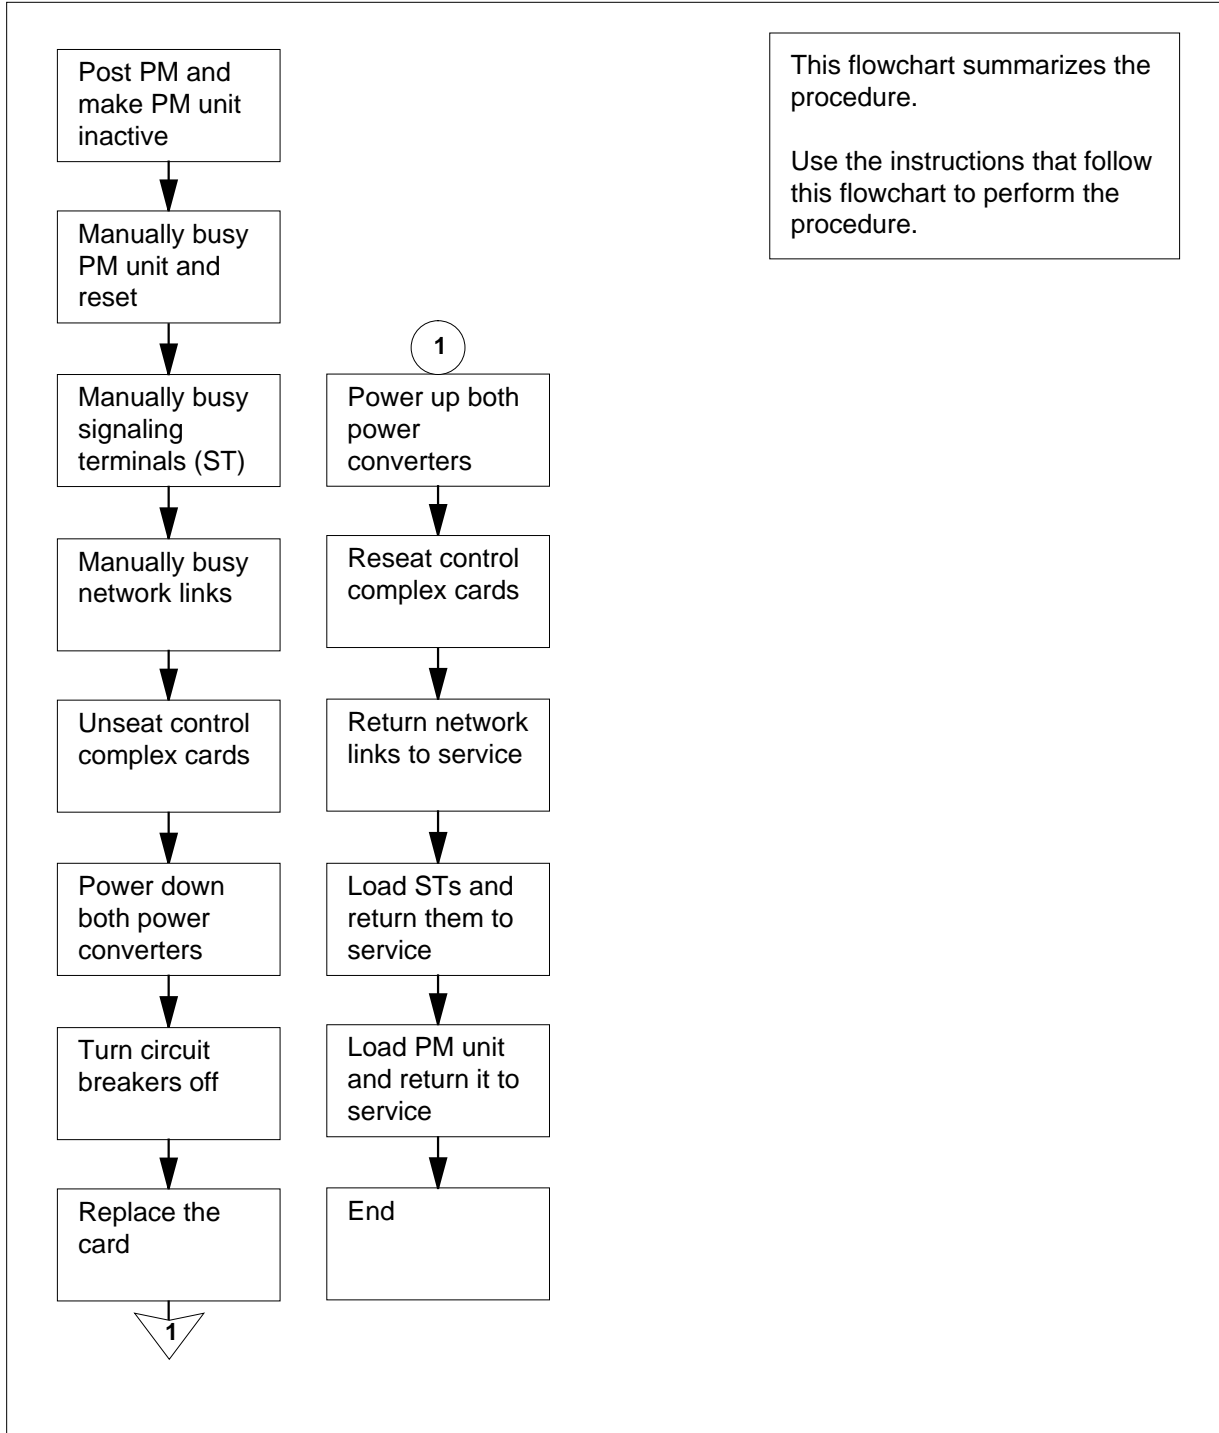 Post PM and
make PM unit
inactive
Manually busy
PM unit and
reset
Manually busy
signaling
terminals (ST)
Manually busy
network links
Unseat control
complex cards
Power down
both power
converters
Turn circuit
breakers off
Replace the
card
1
1
Power up both
power
converters
Reseat control
complex cards
Return network
links to service
Load STs and
return them to
service
Load PM unit
and return it to
service
End
This flowchart summarizes the
procedure.
Use the instructions that follow
this flowchart to perform the
procedure.